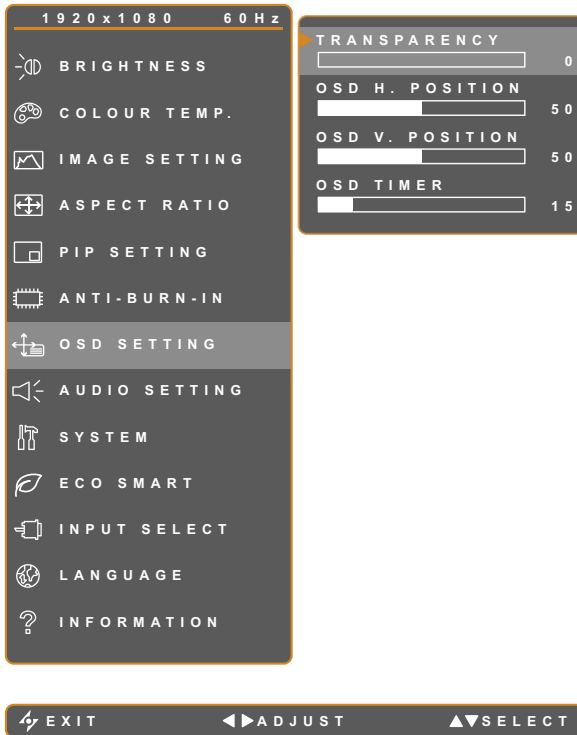 1920x1080 60Hz
BRIGHTNESS
COLOUR TEMP.
IMAGE SETTING
ASPECT RATIO
PIP SETTING
ANTI-BURN-IN
OSD SETTING
AUDIO SETTING
SYSTEM
ECO SMART
INPUT SELECT
LANGUAGE
INFORMATION
TRANSPARENCY
0
OSD H. POSITION
50
OSD V. POSITION
50
OSD TIMER
15
EXIT ADJUST SELECT